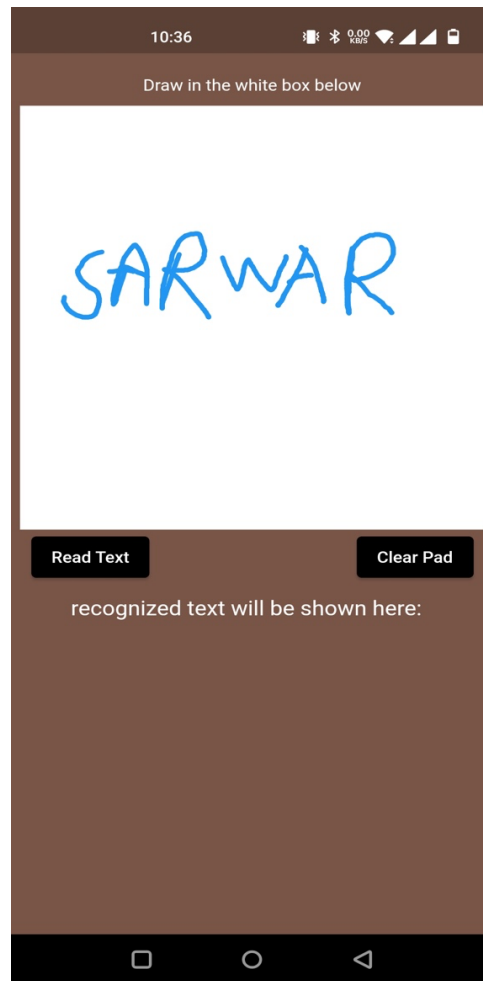 10:36 0.00 KB/S
Draw in the white box below
SARWAR
Read Text Clear Pad
recognized text will be shown here: